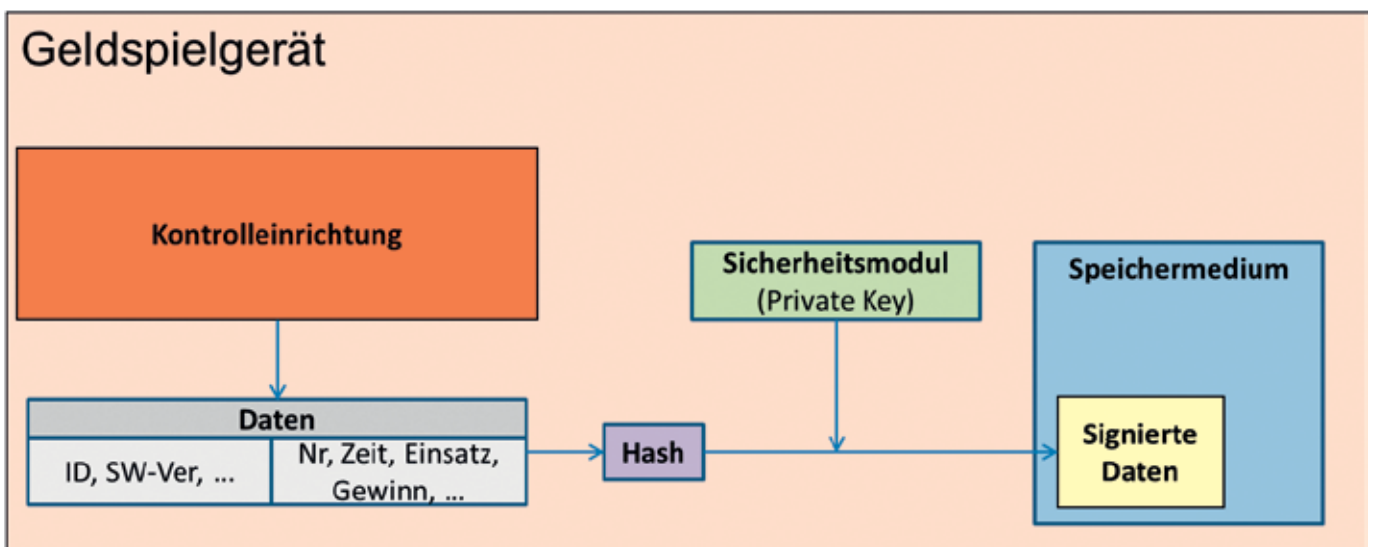 Geldspielgerät
Kontrolleinrichtung
Sicherheitsmodul
(Private Key)
Speichermedium
Daten
ID, SW-Ver, ...
Nr, Zeit, Einsatz,
Gewinn, ...
Hash
Signierte
Daten